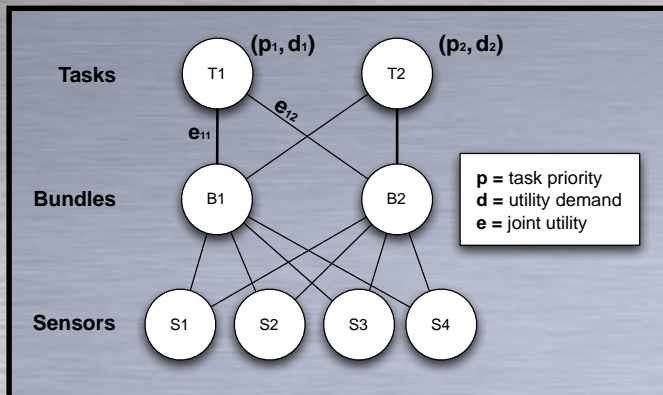 (p₁, d₁) (p₂, d₂)
Tasks T1 T2
e₁₂
e₁₁
p = task priority
d = utility demand
e = joint utility
Bundles B1 B2
Sensors S1 S2 S3 S4